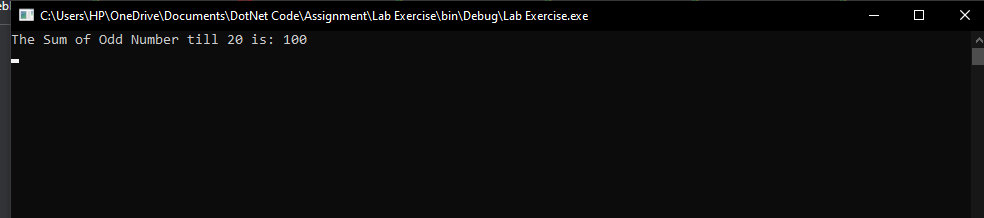 C:\Users\HP\OneDrive\Documents\DotNet Code\Assignment\Lab Exercise\bin\Debug\Lab Exercise.exe
The Sum of Odd Number till 20 is: 100